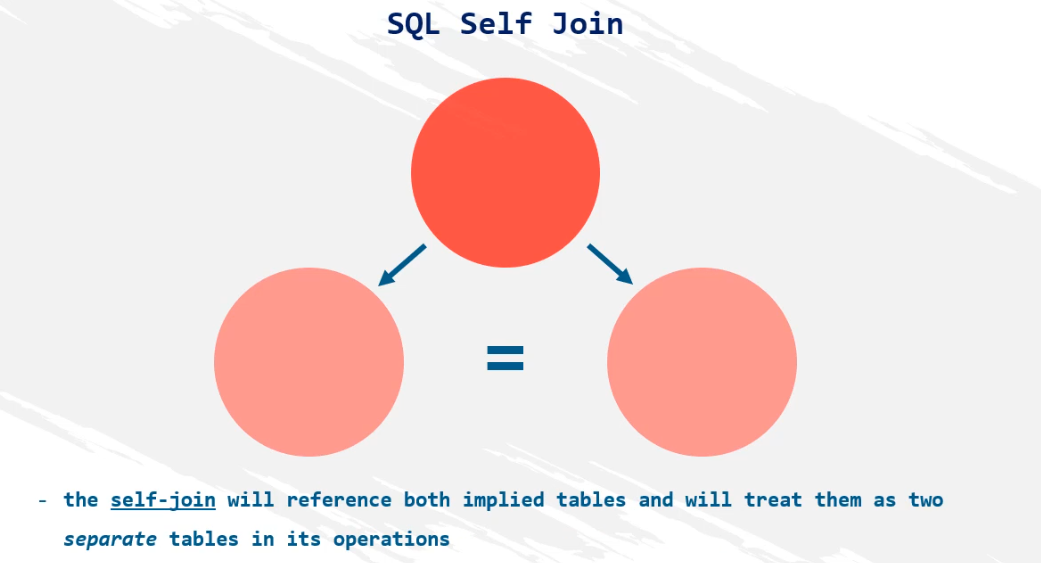 SQL Self Join
=
- the self-join will reference both implied tables and will treat them as two
separate tables in its operations